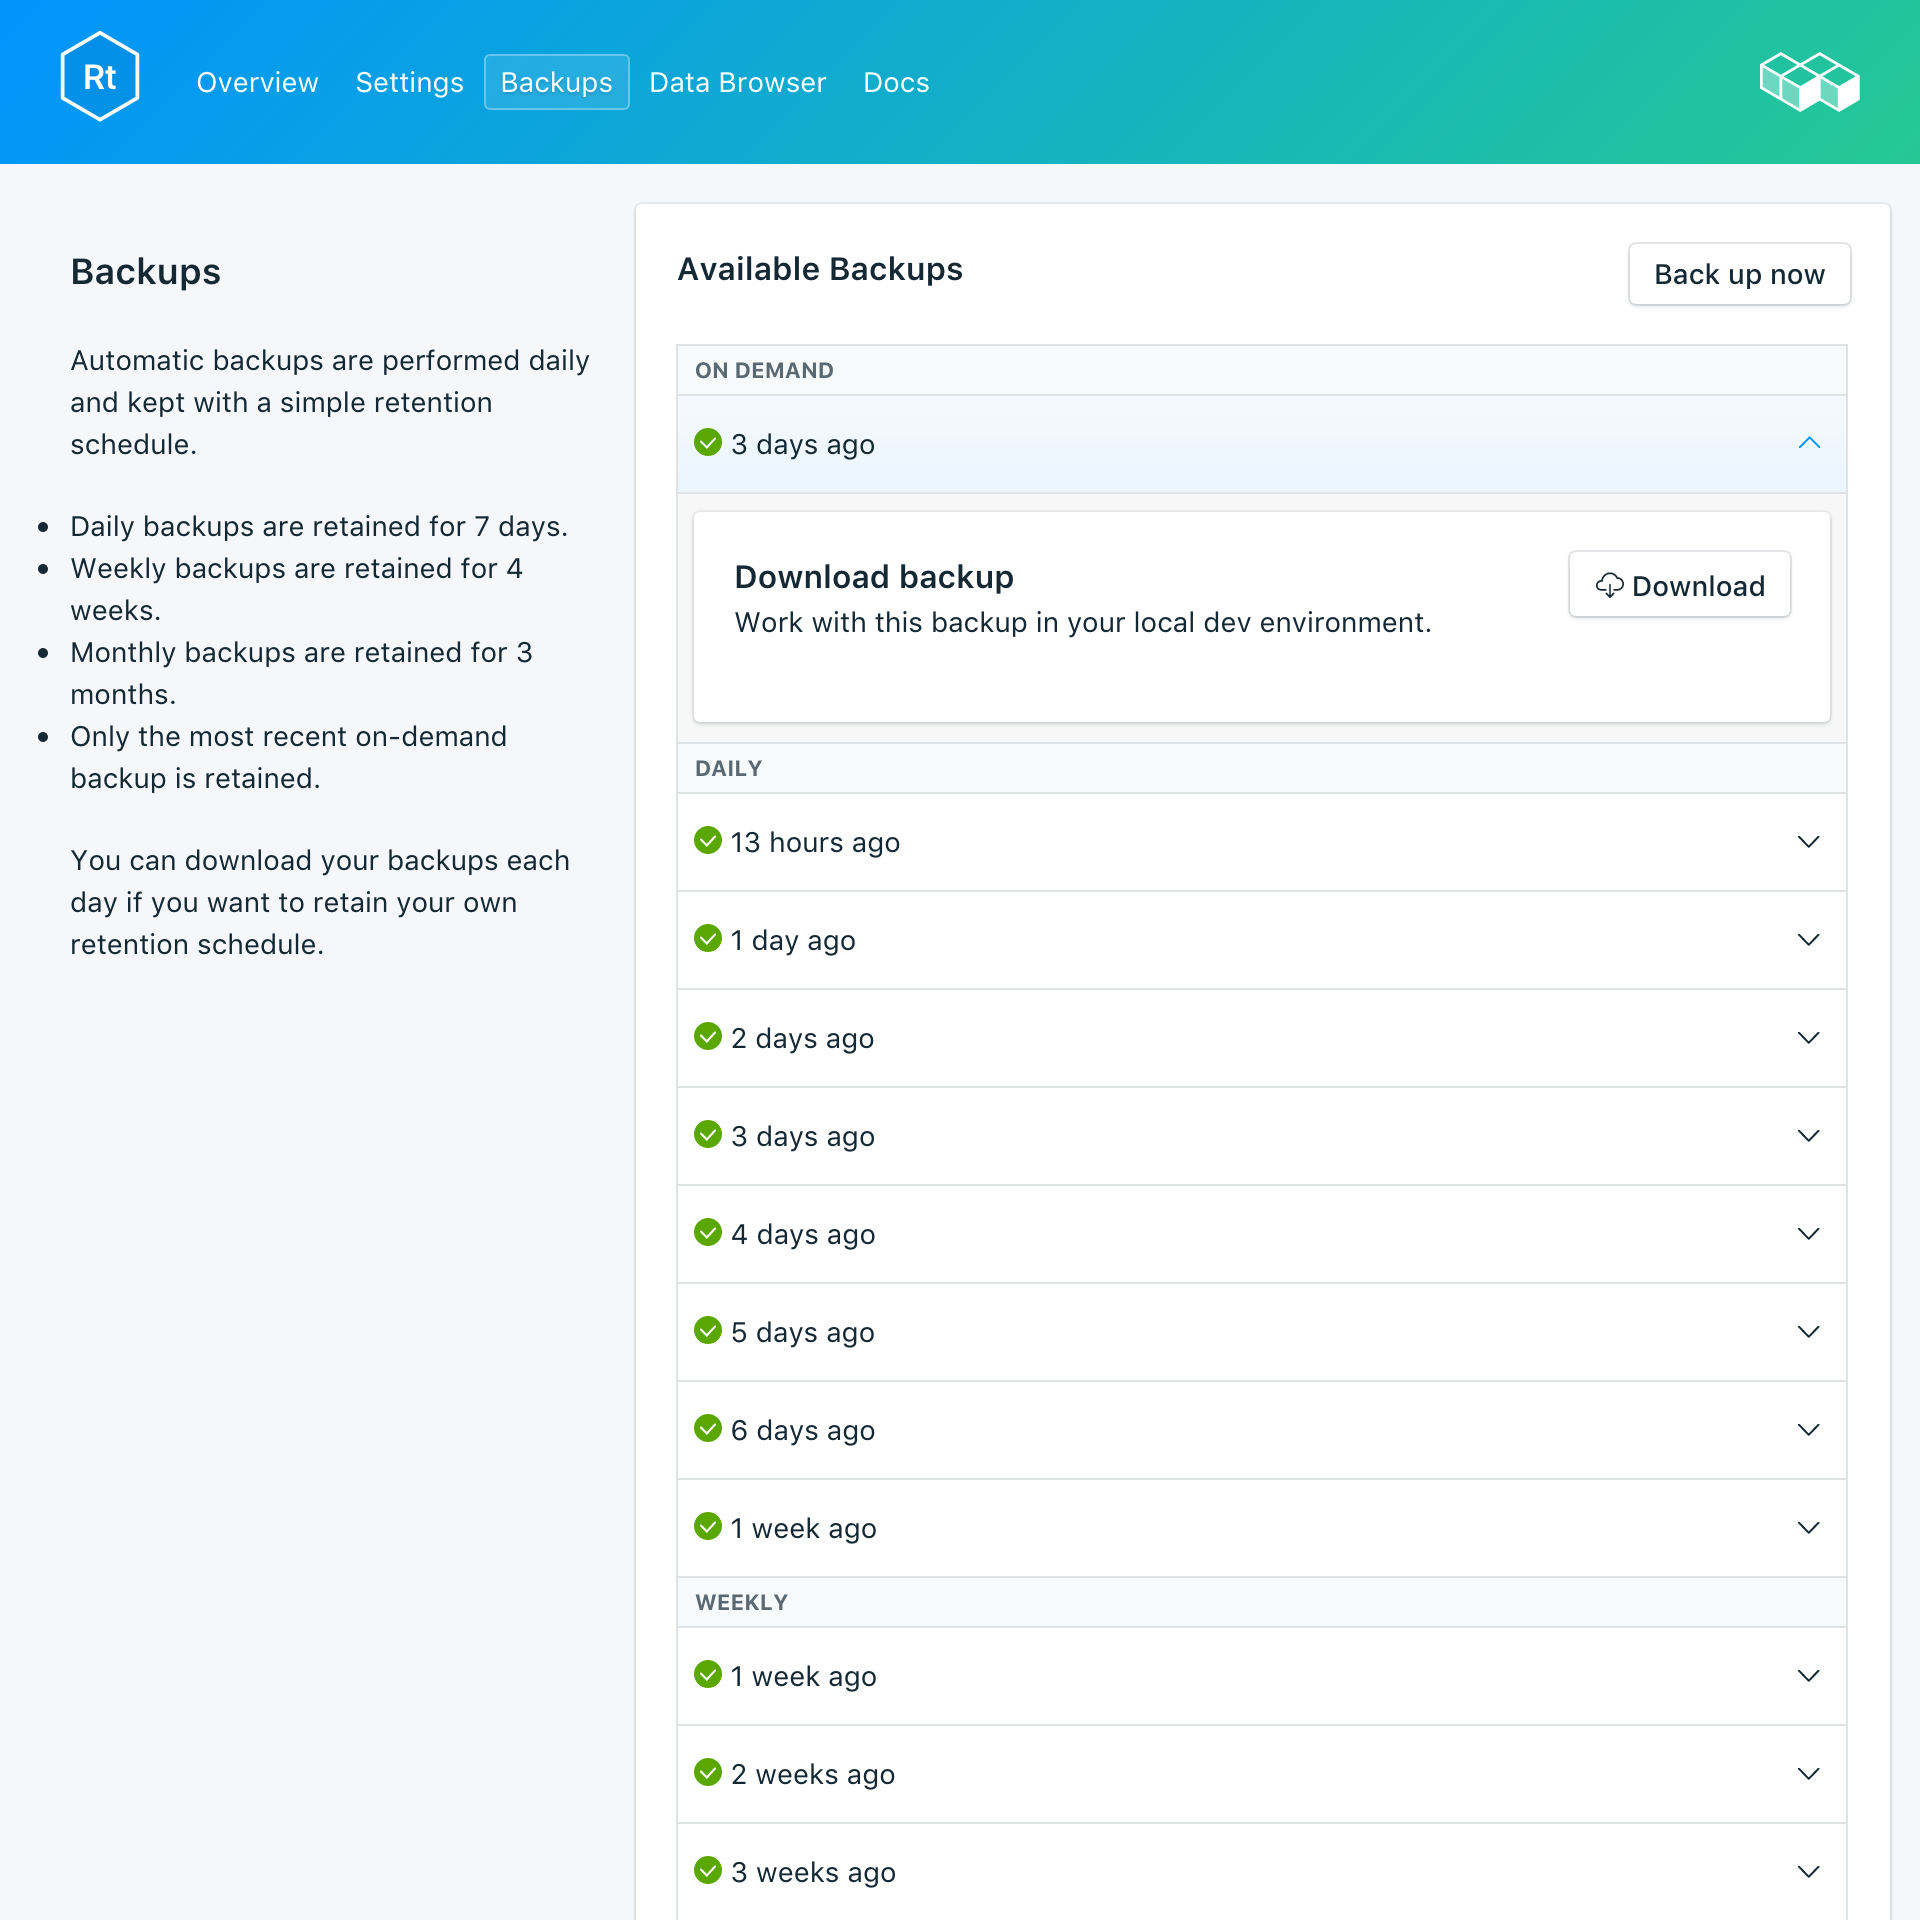 Rt
Overview
Settings
Backups
Data Browser
Docs
Backups
Automatic backups are performed daily
and kept with a simple retention
schedule.
• Daily backups are retained for 7 days.
• Weekly backups are retained for 4
weeks.
• Monthly backups are retained for 3
months.
• Only the most recent on-demand
backup is retained.
You can download your backups each
day if you want to retain your own
retention schedule.
Available Backups
Back up now
ON DEMAND
3 days ago
Download backup
Work with this backup in your local dev environment.
Download
DAILY
13 hours ago
1 day ago
2 days ago
3 days ago
4 days ago
5 days ago
6 days ago
1 week ago
WEEKLY
1 week ago
2 weeks ago
3 weeks ago